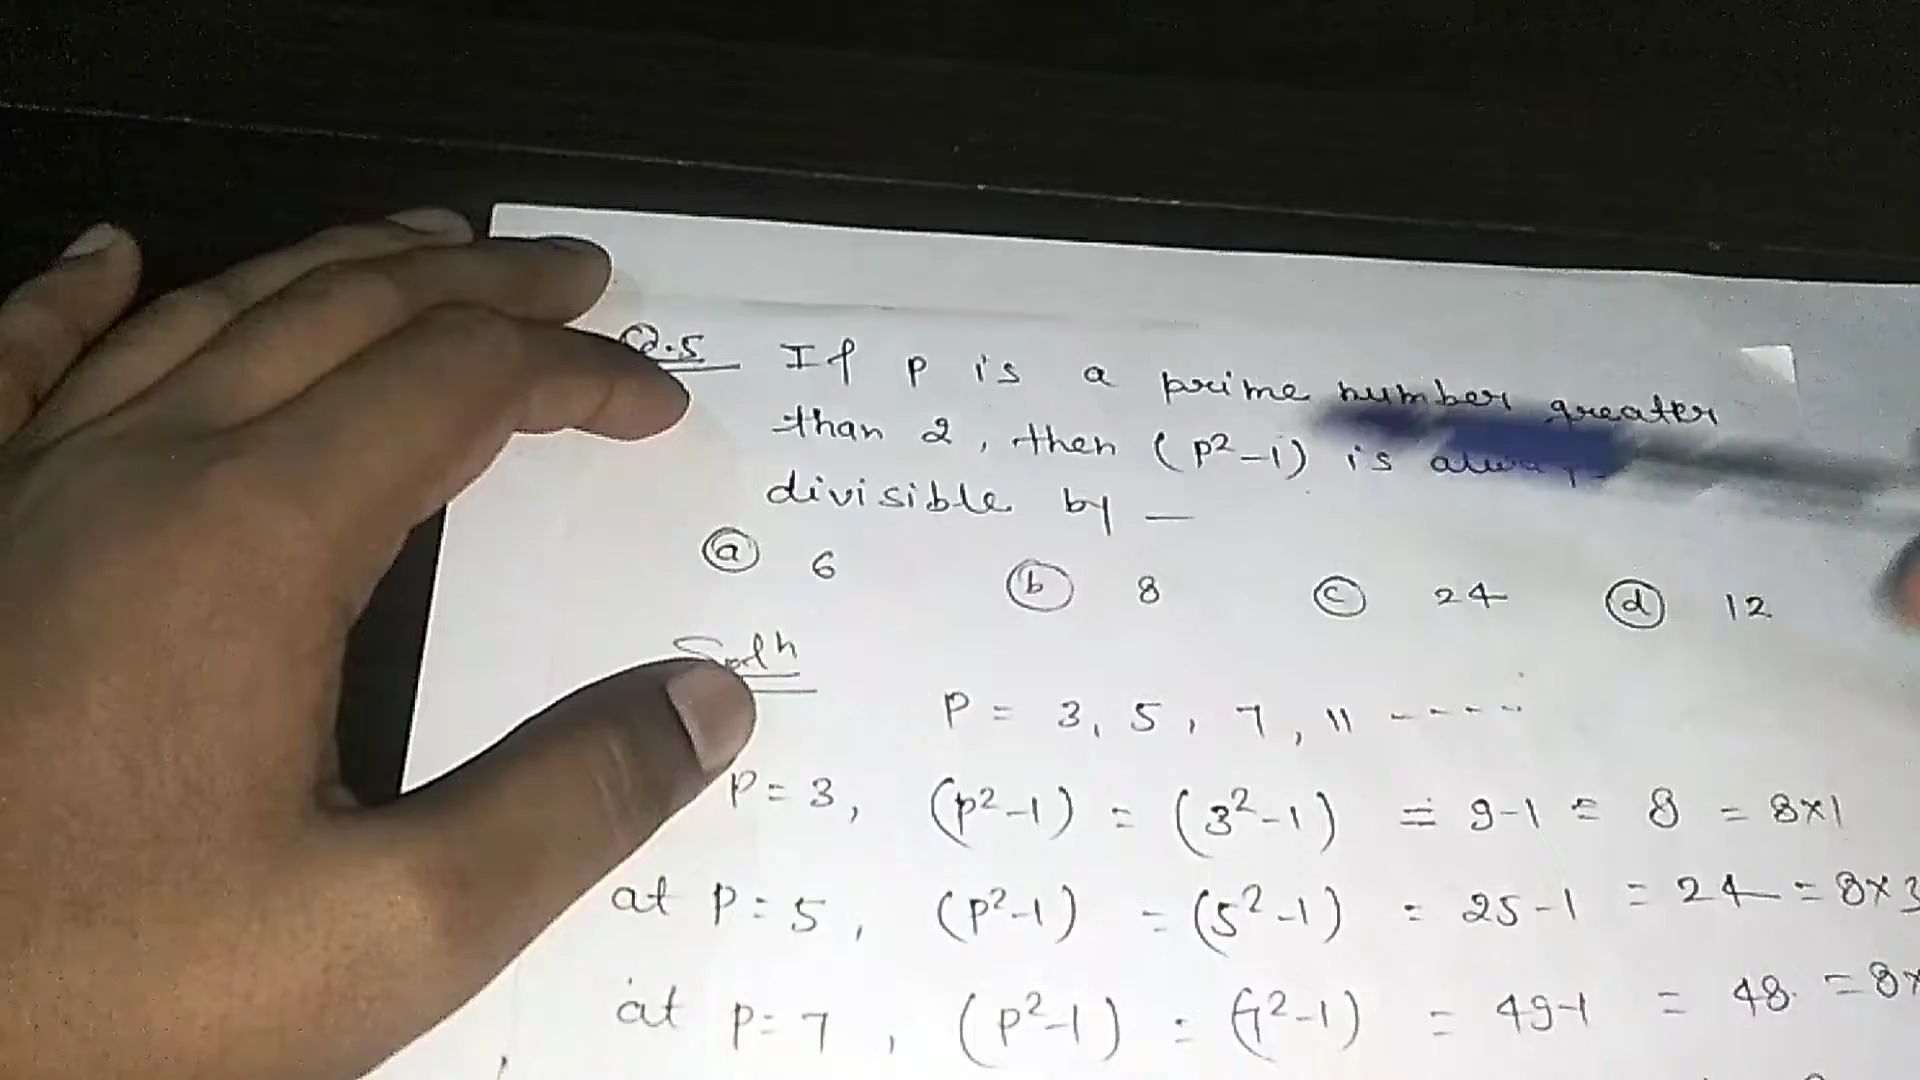 Q.5 If P is a prime number greater
than 2, then (P²-1) is
divisible by —
ⓐ 6 ⓑ 8 ⓒ 24 ⓓ 12
Solh
P = 3, 5, 7, 11 -----
P=3, (P²-1) = (3²-1) = 9-1 = 8 = 8×1
at P=5, (P²-1) = (5²-1) = 25-1 = 24 = 8×3
at P=7, (P²-1) = (7²-1) = 49-1 = 48 = 8×